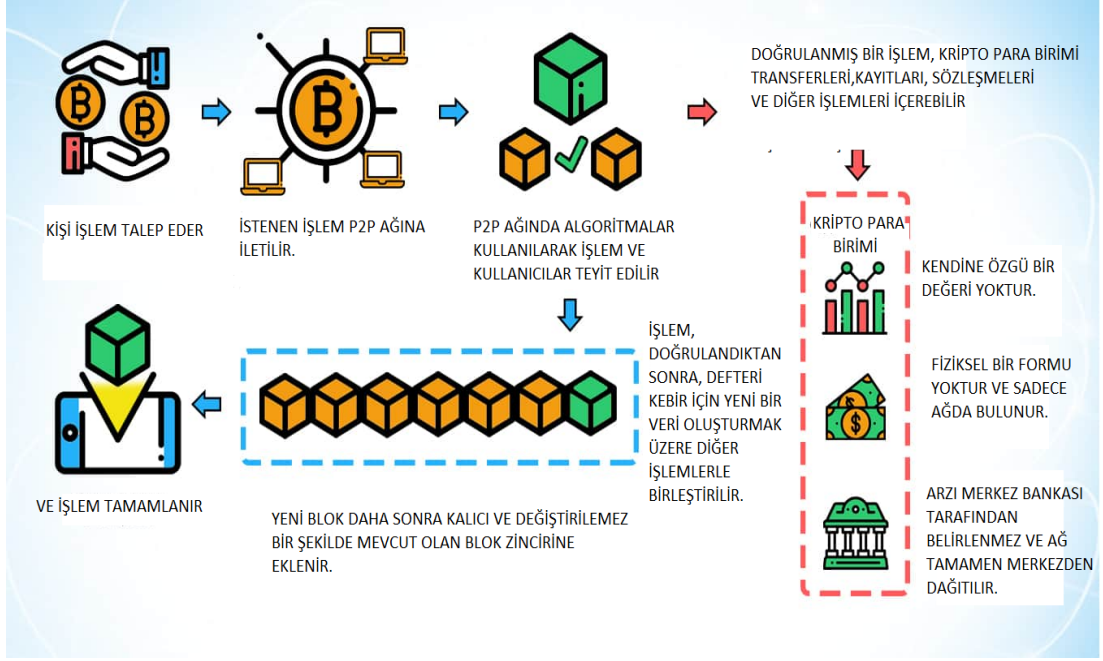 KİŞİ İŞLEM TALEP EDER
İSTENEN İŞLEM P2P AĞINA
İLETİLİR.
P2P AĞINDA ALGORİTMALAR
KULLANILARAK İŞLEM VE
KULLANICILAR TEYİT EDİLİR
DOĞRULANMIŞ BİR İŞLEM, KRİPTO PARA BİRİMİ
TRANSFERLERİ,KAYITLARI, SÖZLEŞMELERİ
VE DİĞER İŞLEMLERİ İÇEREBİLİR
KRİPTO PARA
BİRİMİ
KENDİNE ÖZGÜ BİR
DEĞERİ YOKTUR.
FİZİKSEL BİR FORMU
YOKTUR VE SADECE
AĞDA BULUNUR.
ARZI MERKEZ BANKASI
TARAFINDAN
BELİRLENMEZ VE AĞ
TAMAMEN MERKEZDEN
DAĞITILIR.
İŞLEM,
DOĞRULANDIKTAN
SONRA, DEFTERİ
KEBİR İÇİN YENİ BİR
VERİ OLUŞTURMAK
ÜZERE DİĞER
İŞLEMLERLE
BİRLEŞTİRİLİR.
YENİ BLOK DAHA SONRA KALICI VE DEĞİŞTİRİLEMEZ
BİR ŞEKİLDE MEVCUT OLAN BLOK ZİNCİRİNE
EKLENİR.
VE İŞLEM TAMAMLANIR